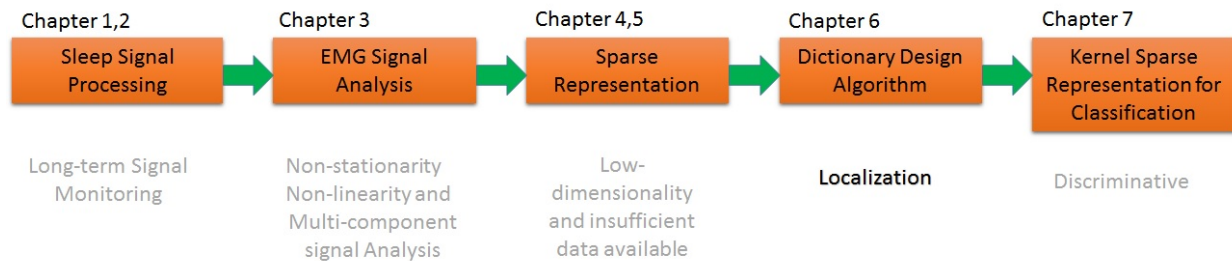 Chapter 1,2
Sleep Signal
Processing
Long-term Signal
Monitoring
Chapter 3
EMG Signal
Analysis
Non-stationarity
Non-linearity and
Multi-component
signal Analysis
Chapter 4,5
Sparse
Representation
Low-
dimensionality
and insufficient
data available
Chapter 6
Dictionary Design
Algorithm
Localization
Chapter 7
Kernel Sparse
Representation for
Classification
Discriminative